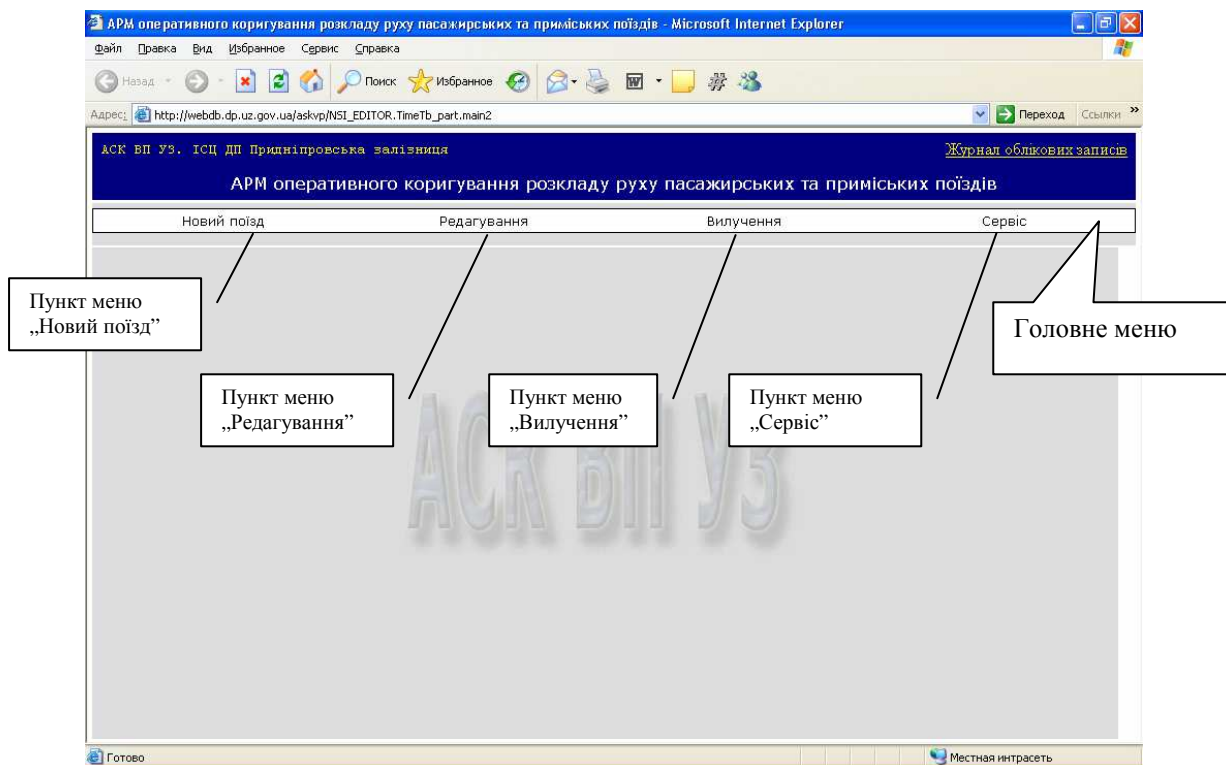 АРМ оперативного коригування розкладу руху пасажирських та приміських поїздів - Microsoft Internet Explorer
Файл Правка Вид Избранное Сервис Справка
Назад Поиск Избранное
Адрес: http://webdb.dp.uz.gov.ua/askvp/NSI_EDITOR.TimeTb_part.main2 Переход Ссылки »
АСК ВП УЗ. ІСЦ ДП Придніпровська залізниця Журнал облікових записів
АРМ оперативного коригування розкладу руху пасажирських та приміських поїздів
Новий поїзд Редагування Вилучення Сервіс
Пункт меню
„Новий поїзд”
Головне меню
Пункт меню
„Редагування”
Пункт меню
„Вилучення”
Пункт меню
„Сервіс”
АСК ВП УЗ
Готово Местная интрасеть